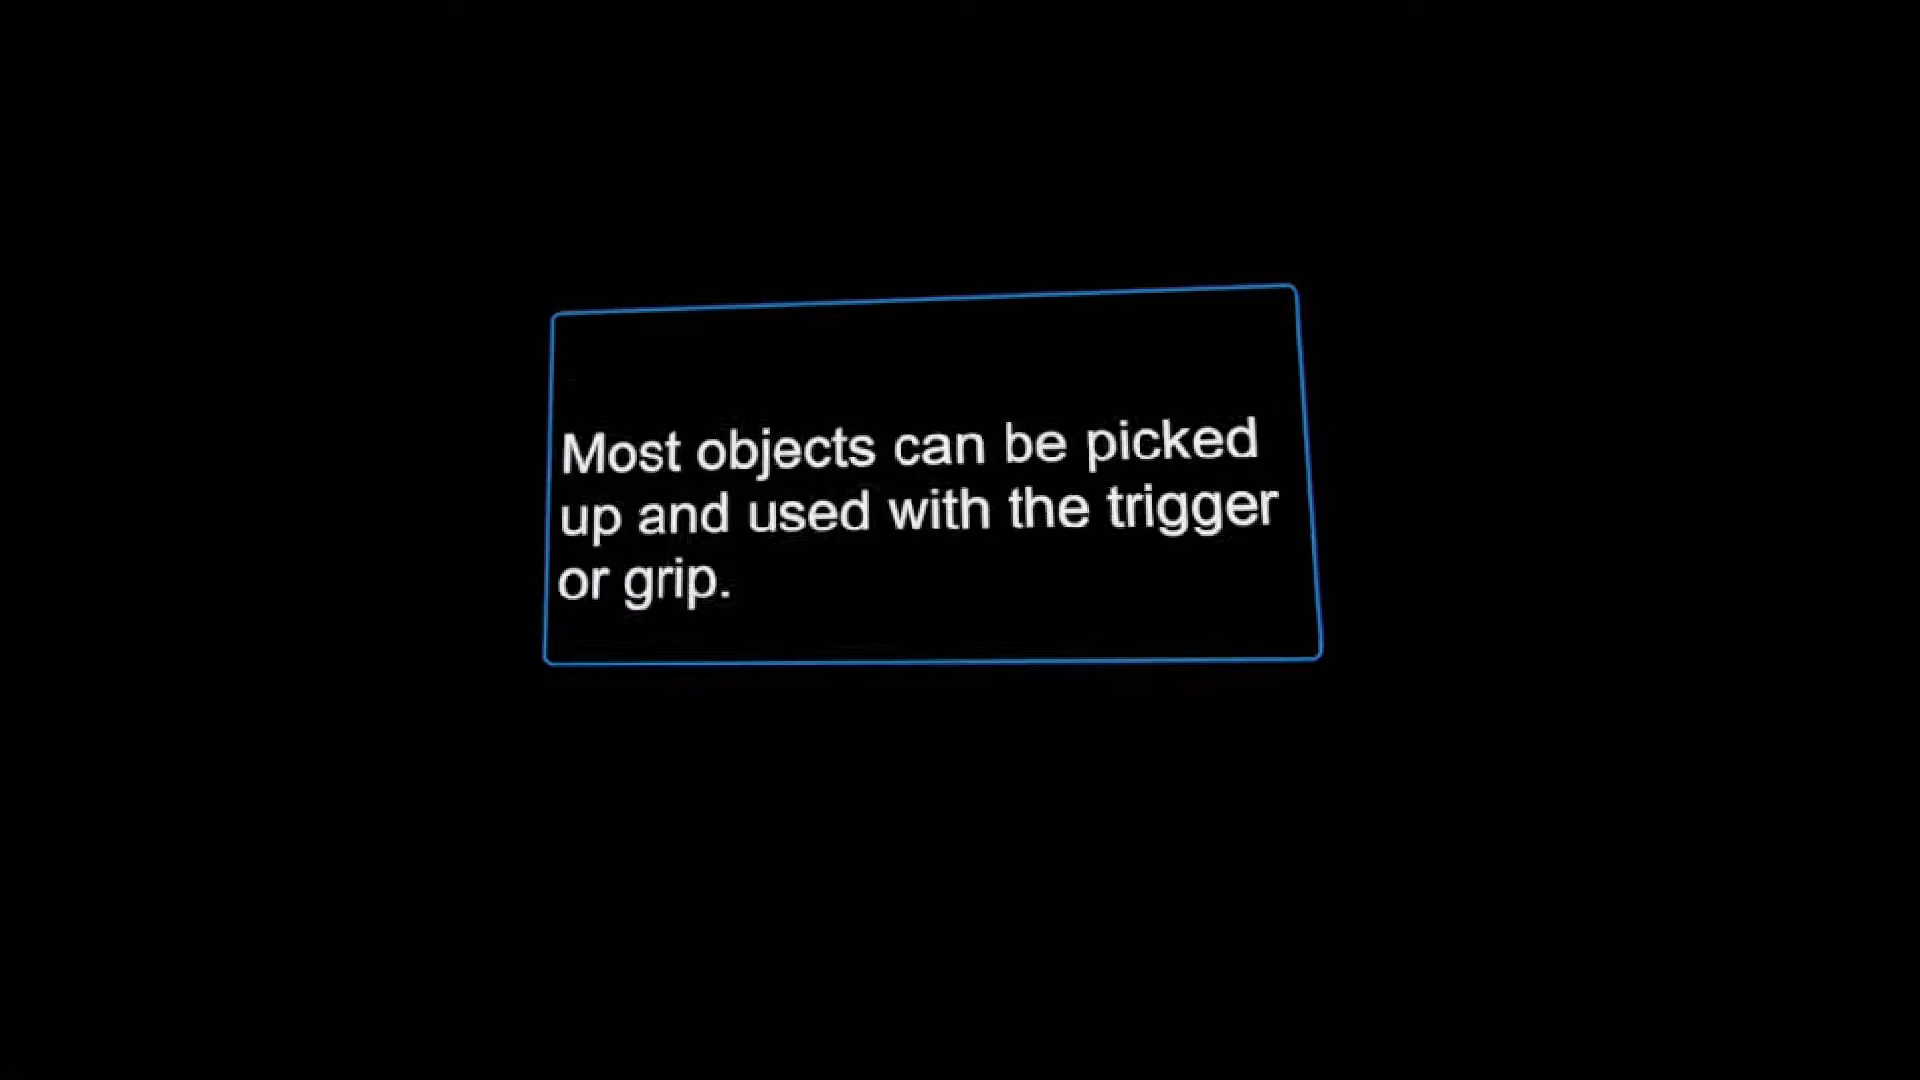 Most objects can be picked
up and used with the trigger
or grip.